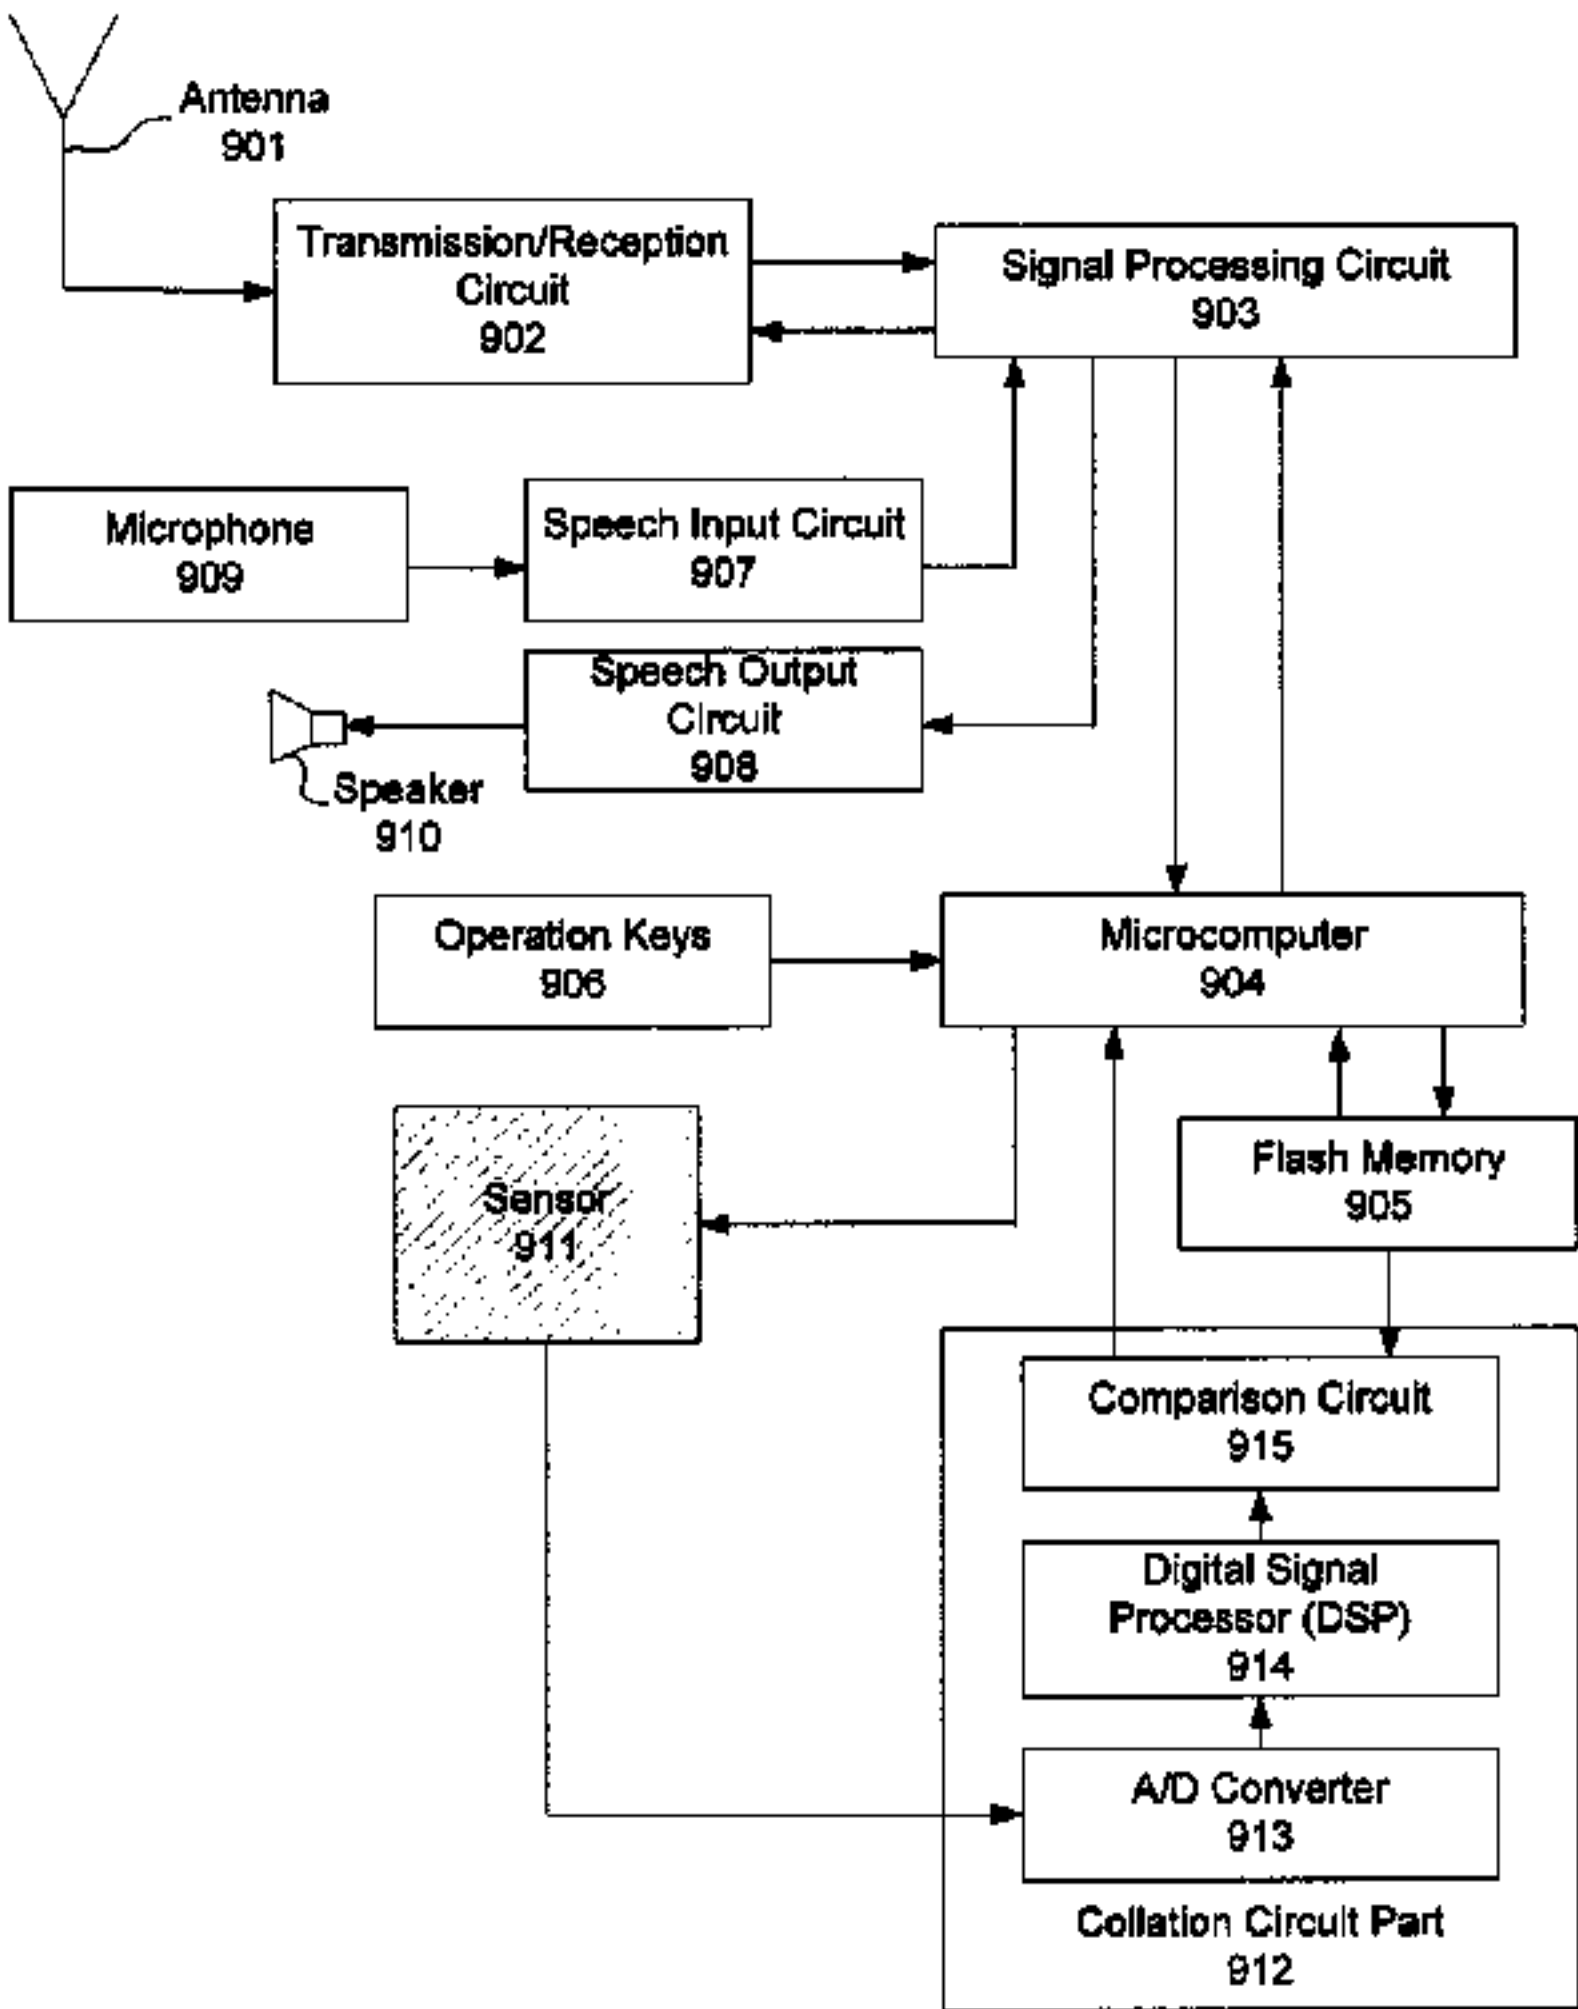 Antenna
901
Transmission/Reception
Circuit
902
Signal Processing Circuit
903
Microphone
909
Speech Input Circuit
907
Speech Output
Circuit
908
Speaker
910
Operation Keys
906
Microcomputer
904
Sensor
911
Flash Memory
905
Comparison Circuit
915
Digital Signal
Processor (DSP)
914
A/D Converter
913
Collation Circuit Part
912